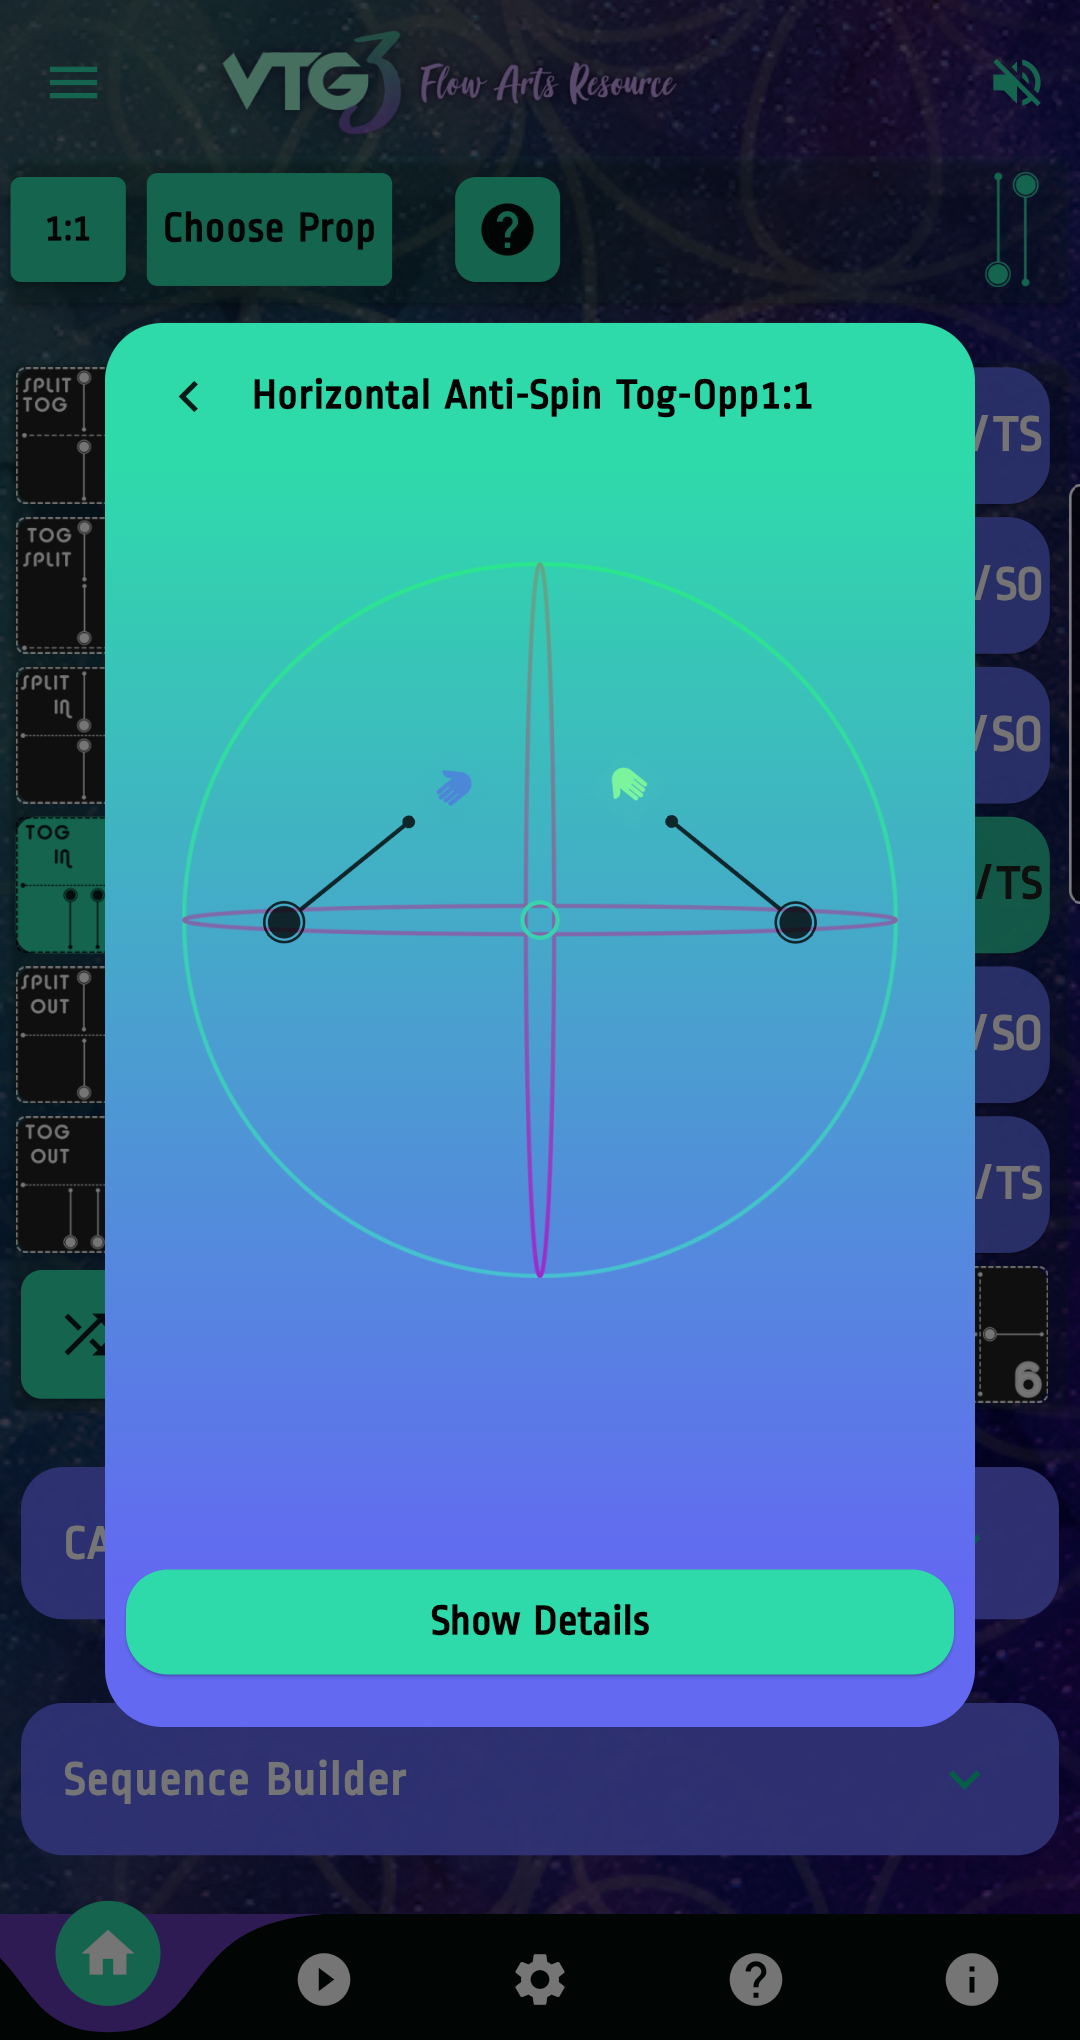 VTG3 Flow Arts Resource
1:1
Choose Prop
?
Horizontal Anti-Spin Tog-Opp1:1
SPLIT
TOG
/TS
TOG
SPLIT
/SO
SPLIT
IN
/SO
TOG
IN
/TS
SPLIT
OUT
/SO
TOG
OUT
/TS
6
CA
Show Details
Sequence Builder